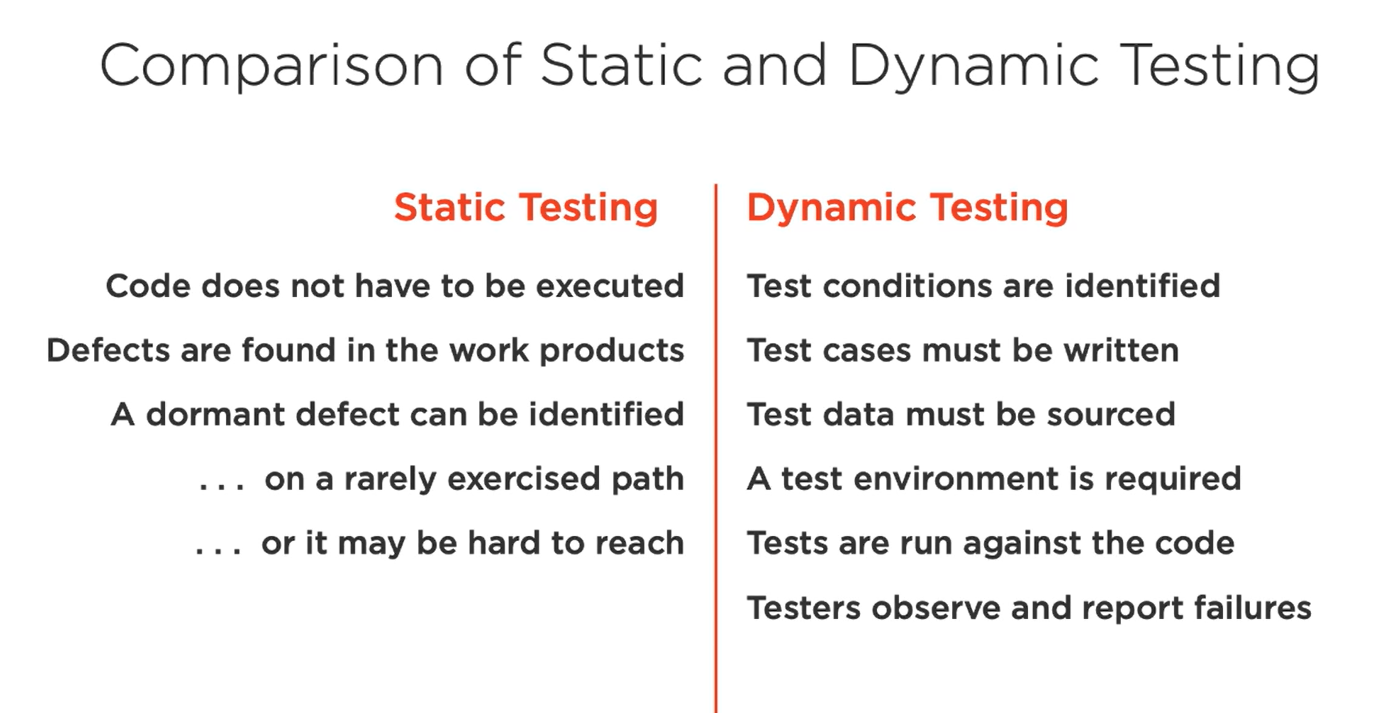 Comparison of Static and Dynamic Testing
Static Testing
Code does not have to be executed
Defects are found in the work products
A dormant defect can be identified
. . . on a rarely exercised path
. . . or it may be hard to reach
Dynamic Testing
Test conditions are identified
Test cases must be written
Test data must be sourced
A test environment is required
Tests are run against the code
Testers observe and report failures